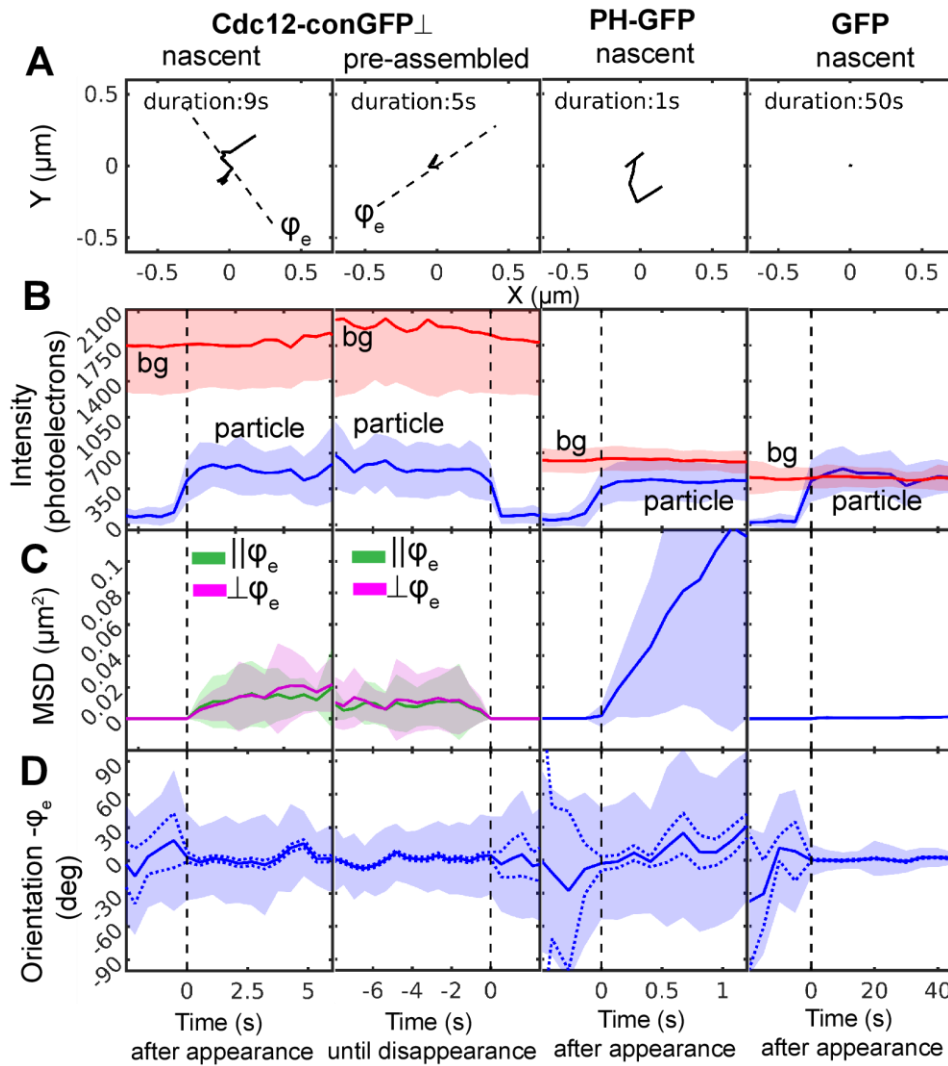 Cdc12-conGFP⊥ PH-GFP GFP
nascent pre-assembled nascent nascent
A
duration:9s duration:5s duration:1s duration:50s
0.5
0
-0.5
Y (µm)
φe φe
-0.5 0 0.5 -0.5 0 0.5 -0.5 0 0.5 -0.5 0 0.5
X (µm)
B
2100
1750
1400
1050
700
350
0
Intensity
(photoelectrons)
bg bg bg bg
particle particle particle particle
C
||φe ||φe
⊥φe ⊥φe
0.1
0.08
0.06
0.04
0.02
0
MSD (µm²)
D
90
60
30
0
-30
-60
-90
Orientation -φe
(deg)
0 2.5 5 -6 -4 -2 0 0 0.5 1 0 20 40
Time (s) Time (s) Time (s) Time (s)
after appearance until disappearance after appearance after appearance